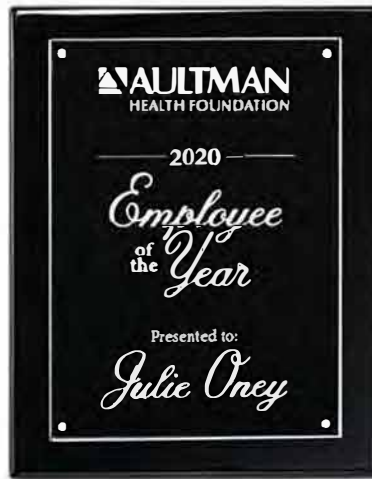 AULTMAN
HEALTH FOUNDATION
2020
Employee
of the Year
Presented to:
Julie Oney